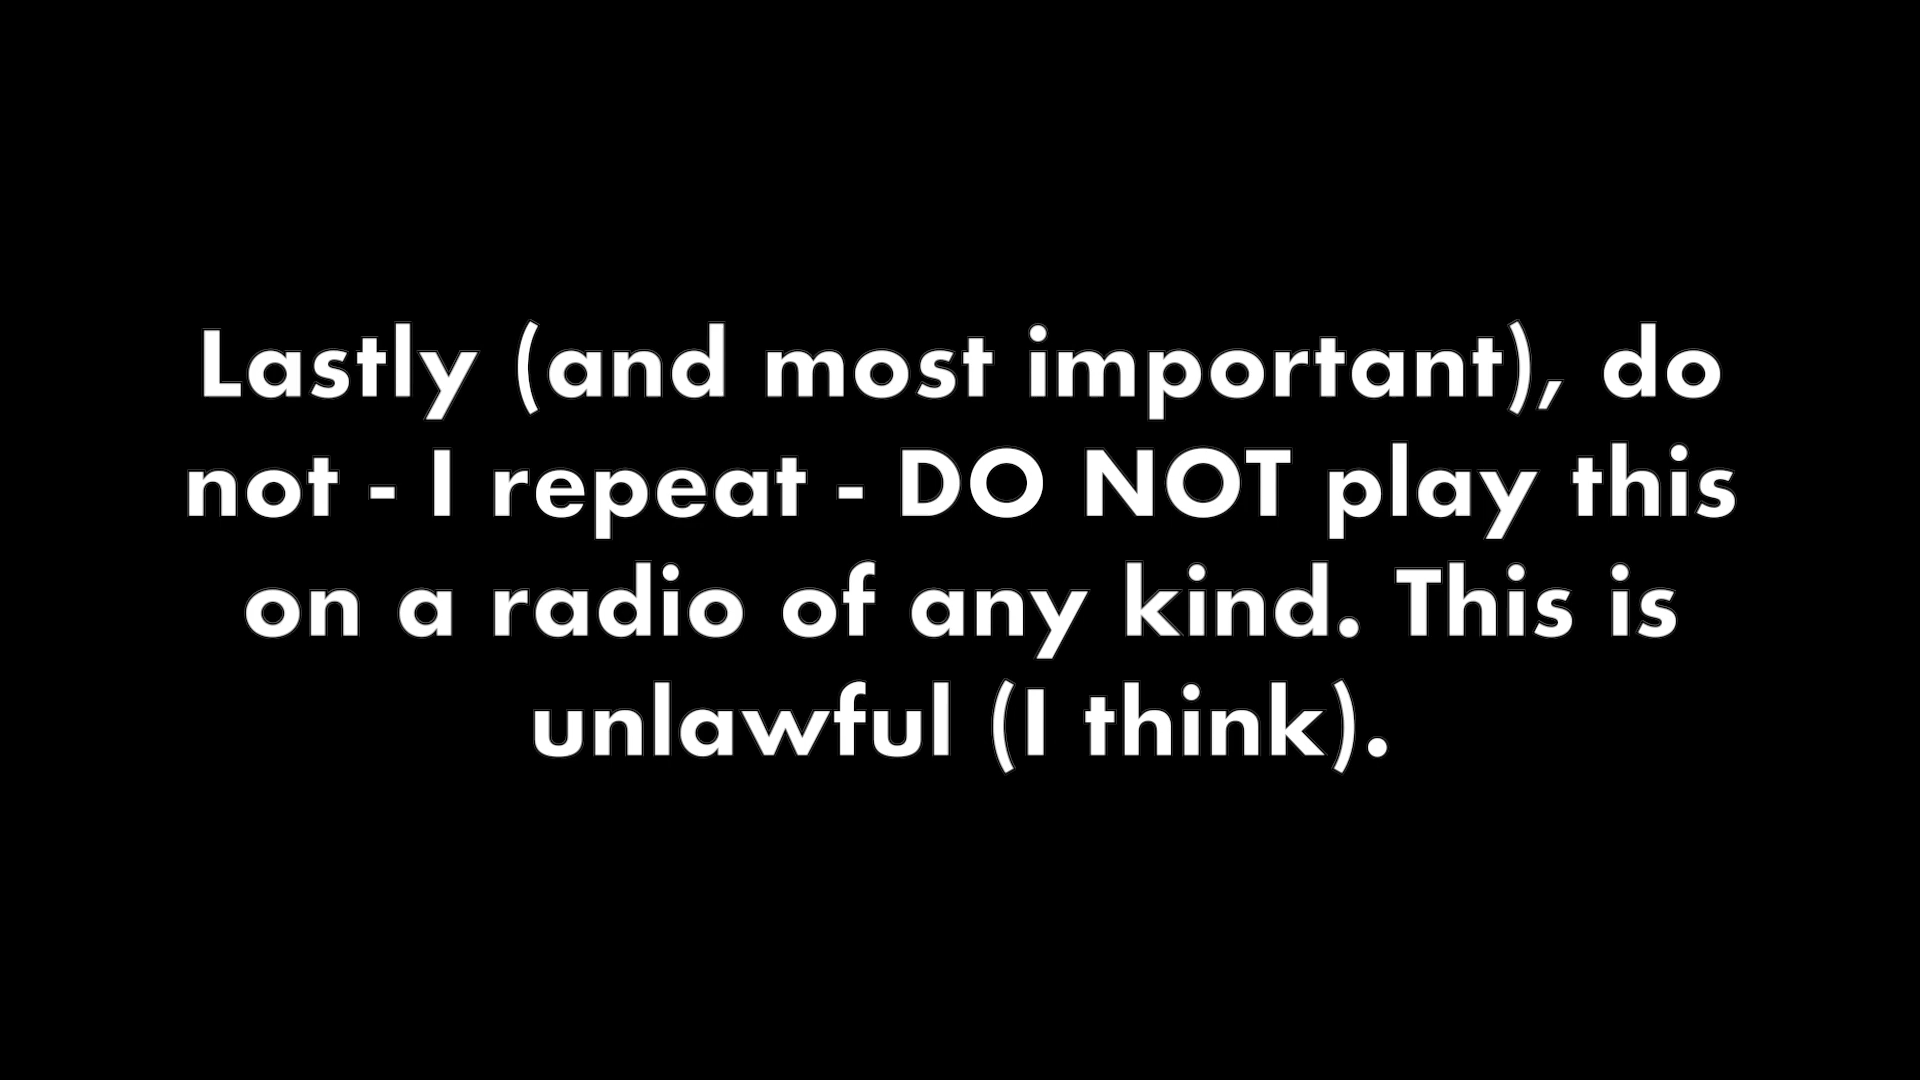 Lastly (and most important), do
not - I repeat - DO NOT play this
on a radio of any kind. This is
unlawful (I think).